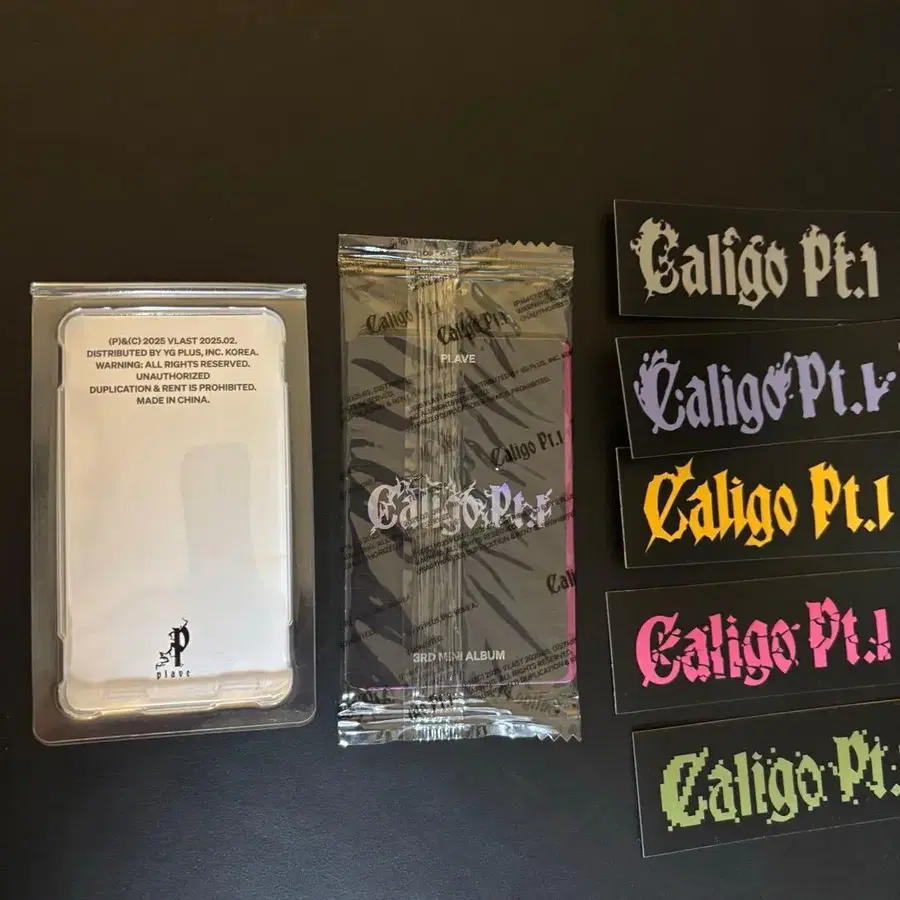 (P)&(C) 2025 VLAST 2025.02.
DISTRIBUTED BY YG PLUS, INC. KOREA.
WARNING: ALL RIGHTS RESERVED.
UNAUTHORIZED
DUPLICATION & RENT IS PROHIBITED.
MADE IN CHINA.
P
plave
Caligo Pt.1
PLAVE
Caligo Pt.1
Caligo Pt.1
3RD MINI ALBUM
Caligo Pt.1
Caligo Pt.1
Caligo Pt.1
Caligo Pt.1
Caligo Pt.